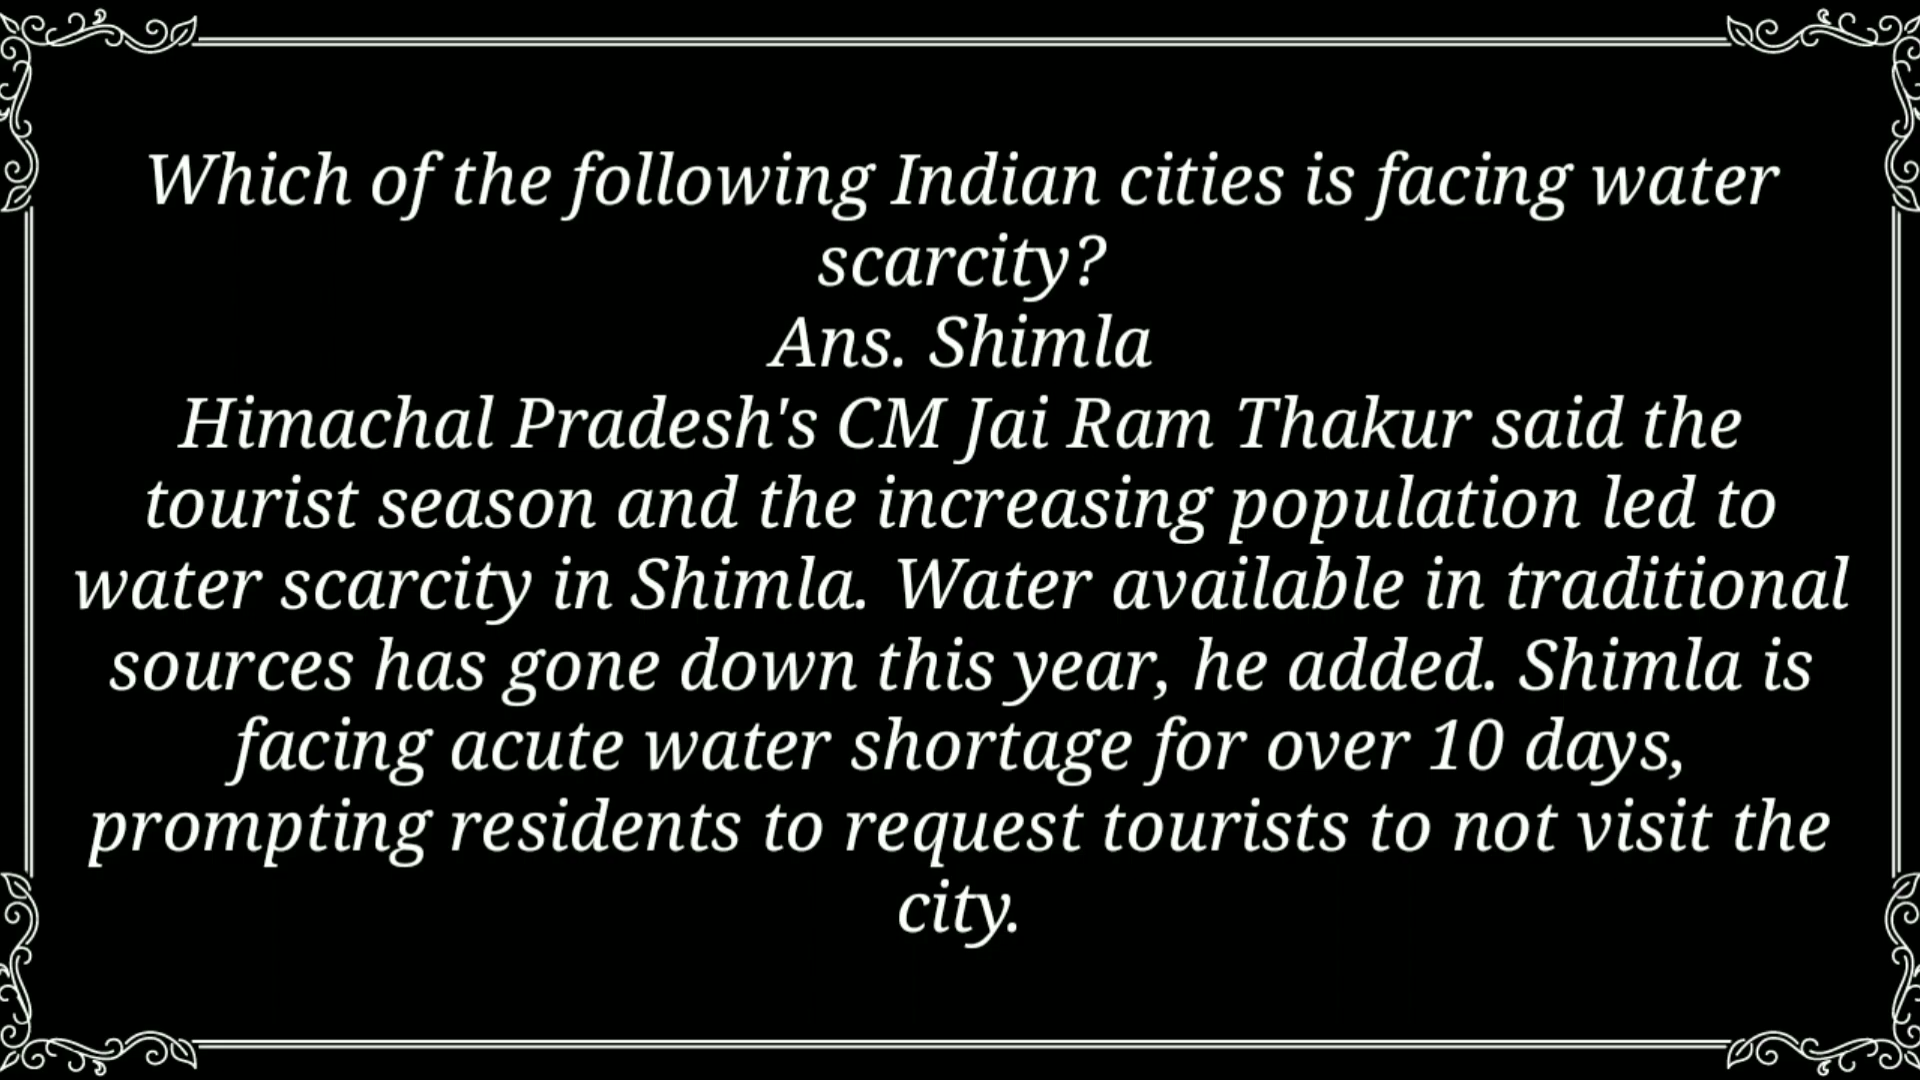 Which of the following Indian cities is facing water
scarcity?
Ans. Shimla
Himachal Pradesh's CM Jai Ram Thakur said the
tourist season and the increasing population led to
water scarcity in Shimla. Water available in traditional
sources has gone down this year, he added. Shimla is
facing acute water shortage for over 10 days,
prompting residents to request tourists to not visit the
city.